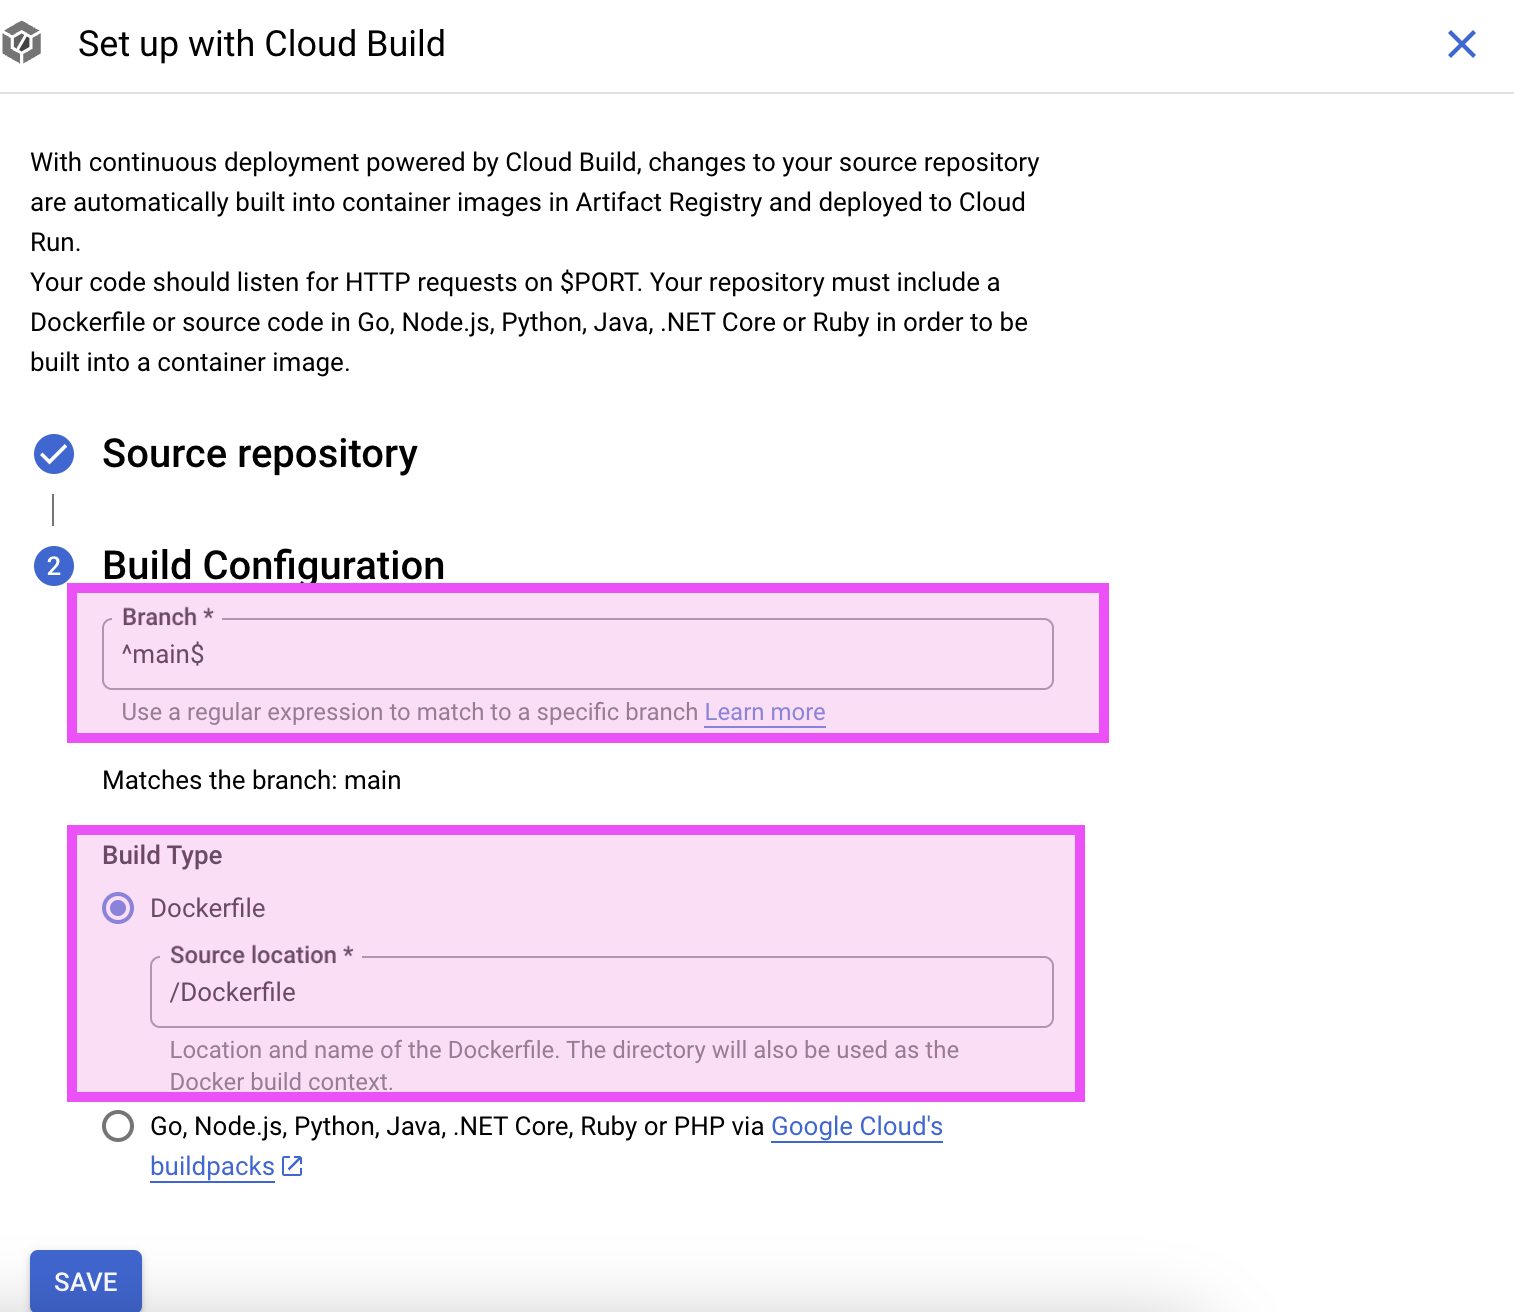 Set up with Cloud Build
With continuous deployment powered by Cloud Build, changes to your source repository
are automatically built into container images in Artifact Registry and deployed to Cloud
Run.
Your code should listen for HTTP requests on $PORT. Your repository must include a
Dockerfile or source code in Go, Node.js, Python, Java, .NET Core or Ruby in order to be
built into a container image.
Source repository
2 Build Configuration
Branch *
^main$
Use a regular expression to match to a specific branch Learn more
Matches the branch: main
Build Type
Dockerfile
Source location *
/Dockerfile
Location and name of the Dockerfile. The directory will also be used as the
Docker build context.
Go, Node.js, Python, Java, .NET Core, Ruby or PHP via Google Cloud's
buildpacks
SAVE